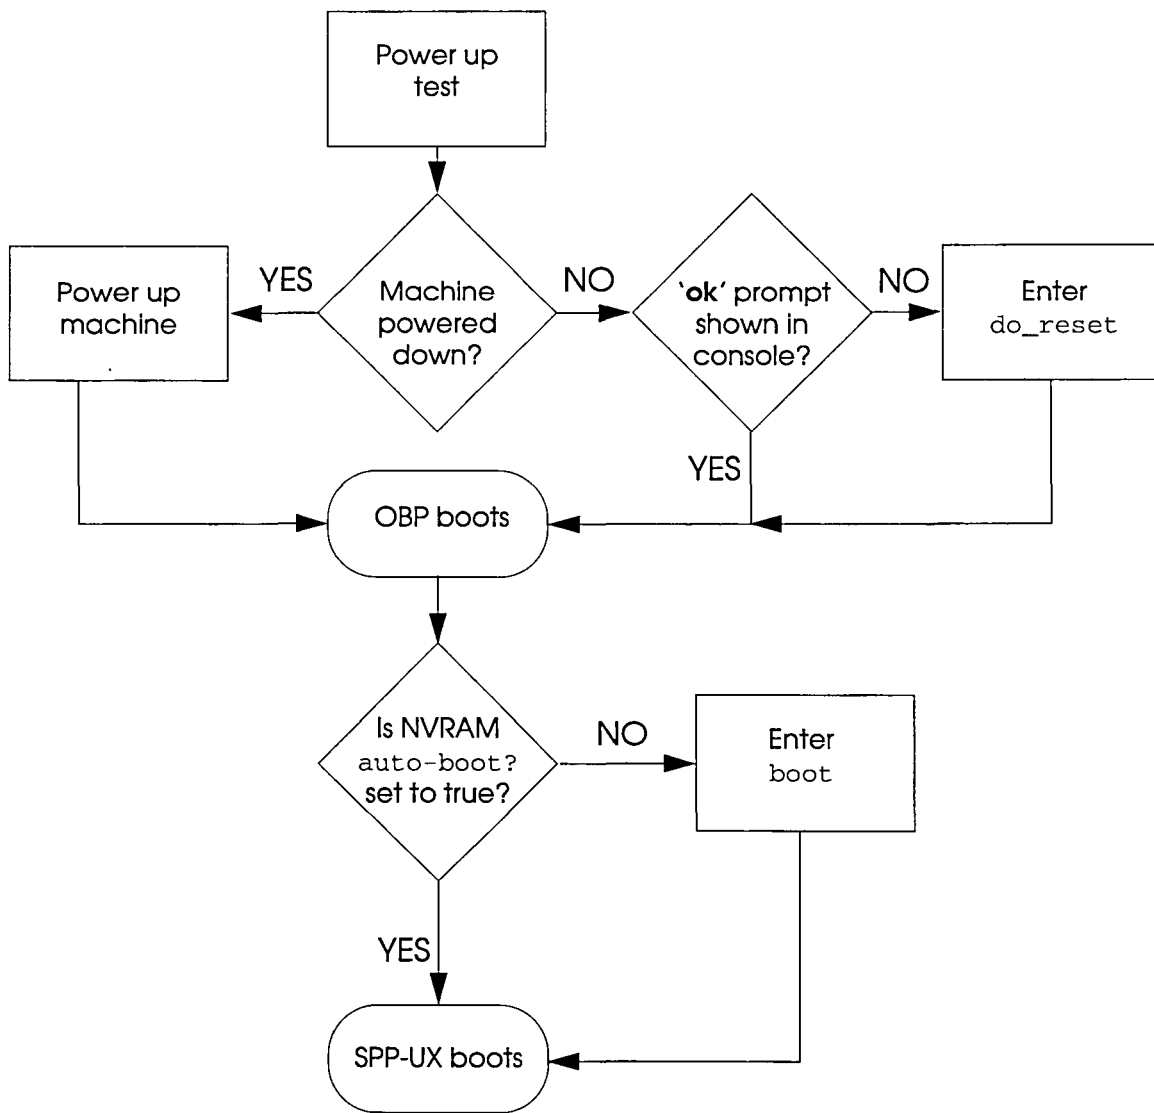 Power up
test
YES
NO
NO
Power up
machine
Machine
powered
down?
'ok' prompt
shown in
console?
Enter
do_reset
YES
OBP boots
Is NVRAM
auto-boot?
set to true?
NO
Enter
boot
YES
SPP-UX boots